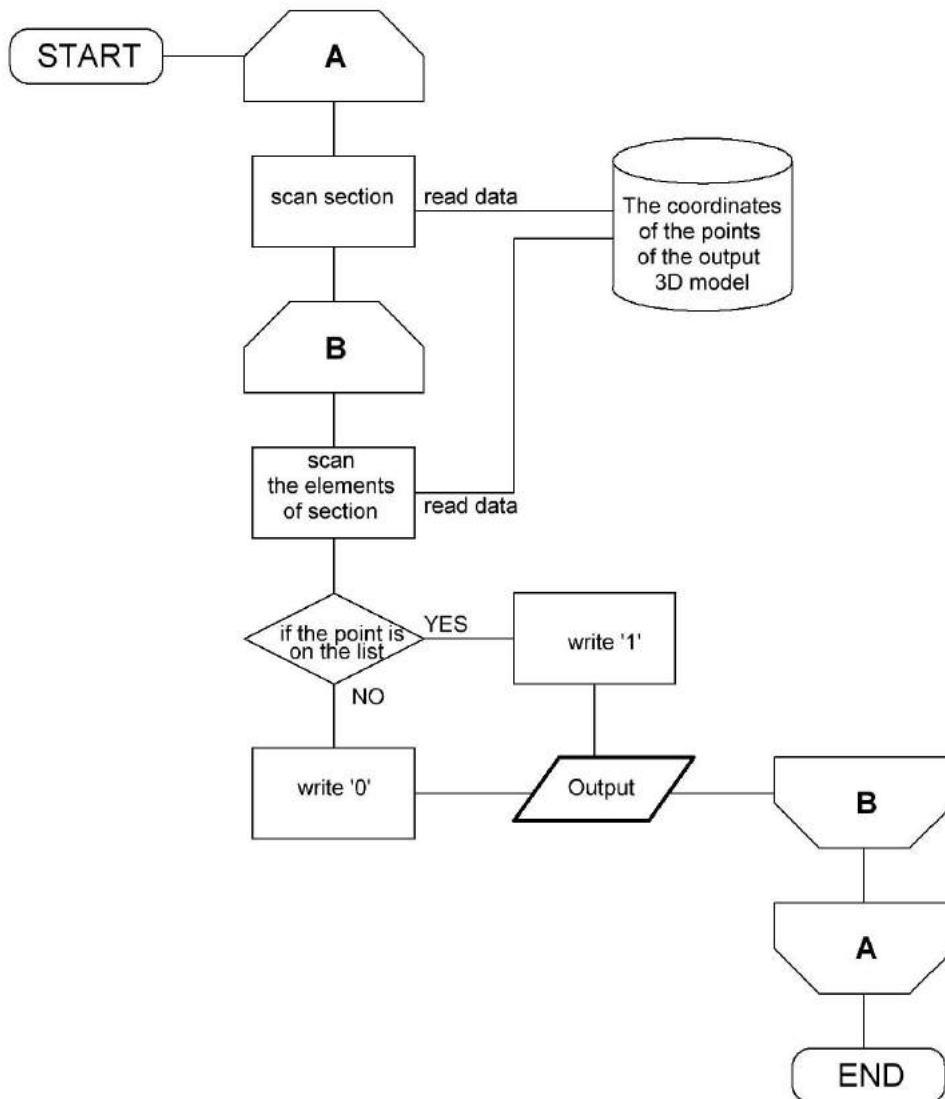 START
A
scan section
read data
The coordinates
of the points
of the output
3D model
B
scan
the elements
of section
read data
if the point is
on the list
YES
write '1'
NO
write '0'
Output
B
A
END